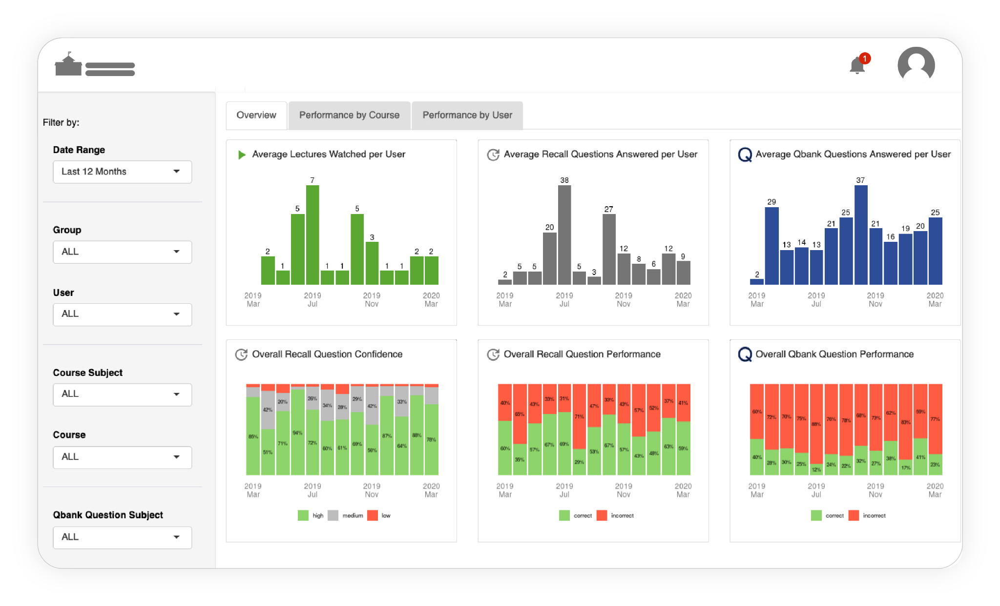 1
Filter by:
Date Range
Last 12 Months
Group
ALL
User
ALL
Course Subject
ALL
Course
ALL
Qbank Question Subject
ALL
Overview Performance by Course Performance by User
Average Lectures Watched per User
2 1 5 7 1 1 5 3 1 1 2 2
2019 2019 2019 2020
Mar Jul Nov Mar
Average Recall Questions Answered per User
2 5 5 20 38 5 3 27 12 8 6 12 9
2019 2019 2019 2020
Mar Jul Nov Mar
Average Qbank Questions Answered per User
2 29 13 14 13 21 25 37 21 16 19 20 25
2019 2019 2019 2020
Mar Jul Nov Mar
Overall Recall Question Confidence
42% 20% 26% 34% 28% 29% 42% 33%
85% 51% 71% 94% 72% 60% 61% 69% 56% 87% 64% 88% 78%
2019 2019 2019 2020
Mar Jul Nov Mar
high medium low
Overall Recall Question Performance
40% 65% 43% 33% 31% 71% 47% 33% 43% 57% 52% 37% 41%
60% 35% 57% 67% 69% 29% 53% 67% 57% 43% 48% 63% 59%
2019 2019 2019 2020
Mar Jul Nov Mar
correct incorrect
Overall Qbank Question Performance
60% 72% 70% 75% 88% 76% 78% 68% 73% 62% 83% 59% 77%
40% 28% 30% 25% 12% 24% 22% 32% 27% 38% 17% 41% 23%
2019 2019 2019 2020
Mar Jul Nov Mar
correct incorrect